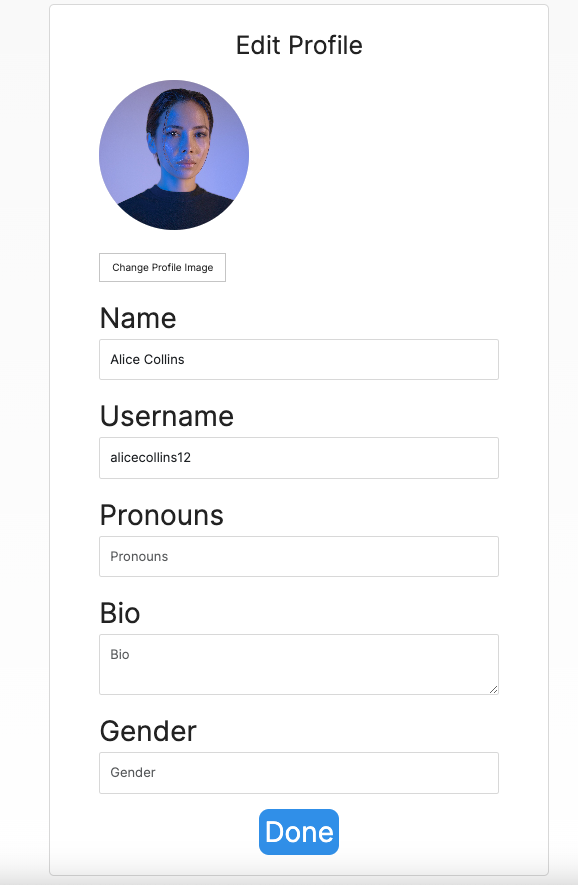 Edit Profile
Change Profile Image
Name
Alice Collins
Username
alicecollins12
Pronouns
Pronouns
Bio
Bio
Gender
Gender
Done